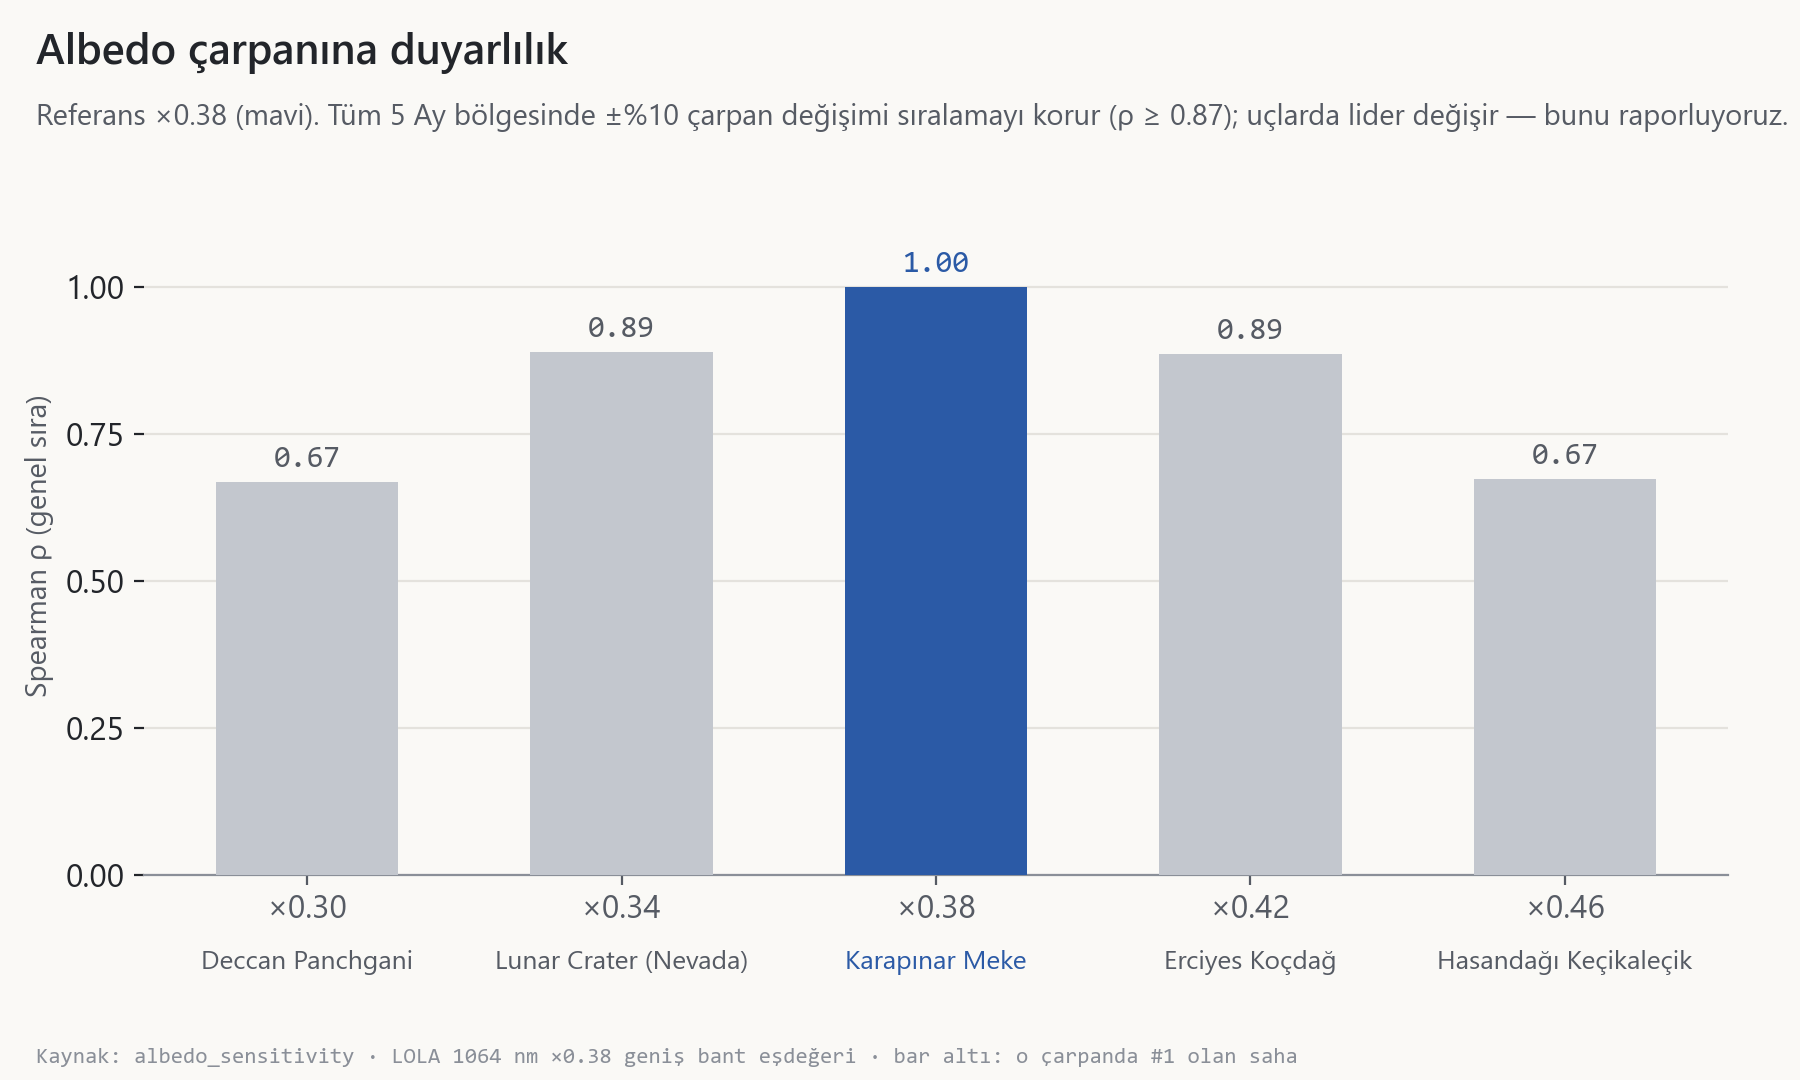 Albedo çarpanına duyarlılık
Referans ×0.38 (mavi). Tüm 5 Ay bölgesinde ±%10 çarpan değişimi sıralamayı korur (ρ ≥ 0.87); uçlarda lider değişir — bunu raporluyoruz.
Spearman ρ (genel sıra)
1.00
0.75
0.50
0.25
0.00
0.67
0.89
1.00
0.89
0.67
×0.30
×0.34
×0.38
×0.42
×0.46
Deccan Panchgani
Lunar Crater (Nevada)
Karapınar Meke
Erciyes Koçdağ
Hasandağı Keçikaleçik
Kaynak: albedo_sensitivity · LOLA 1064 nm ×0.38 geniş bant eşdeğeri · bar altı: o çarpanda #1 olan saha